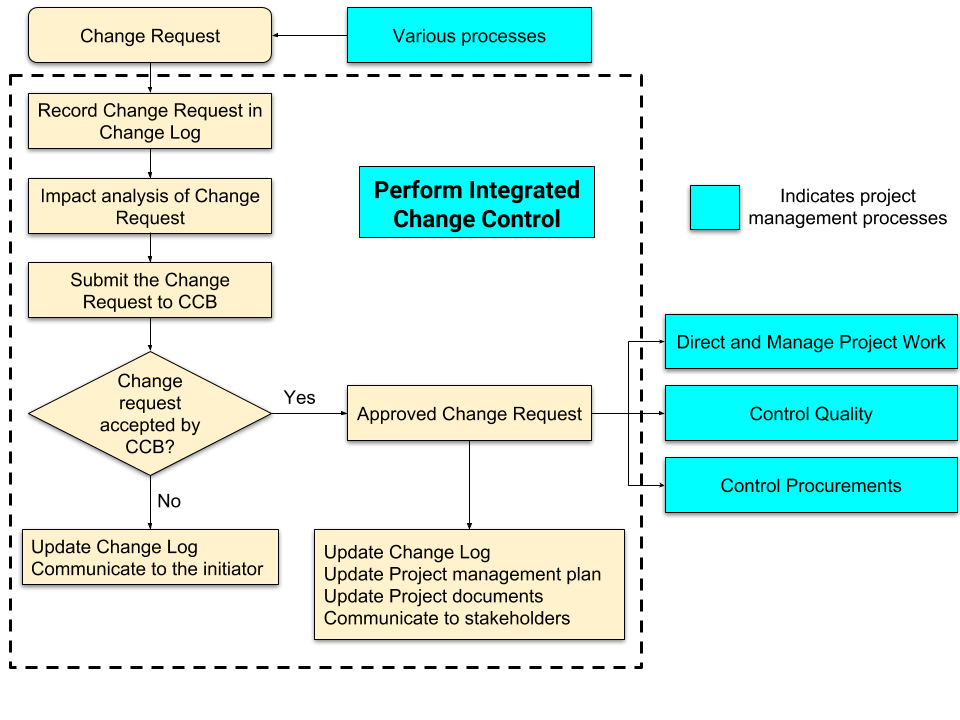 Change Request
Various processes
Record Change Request in
Change Log
Impact analysis of Change
Request
Perform Integrated
Change Control
Indicates project
management processes
Submit the Change
Request to CCB
Direct and Manage Project Work
Change
request
accepted by
CCB?
Yes
Approved Change Request
Control Quality
Control Procurements
No
Update Change Log
Communicate to the initiator
Update Change Log
Update Project management plan
Update Project documents
Communicate to stakeholders